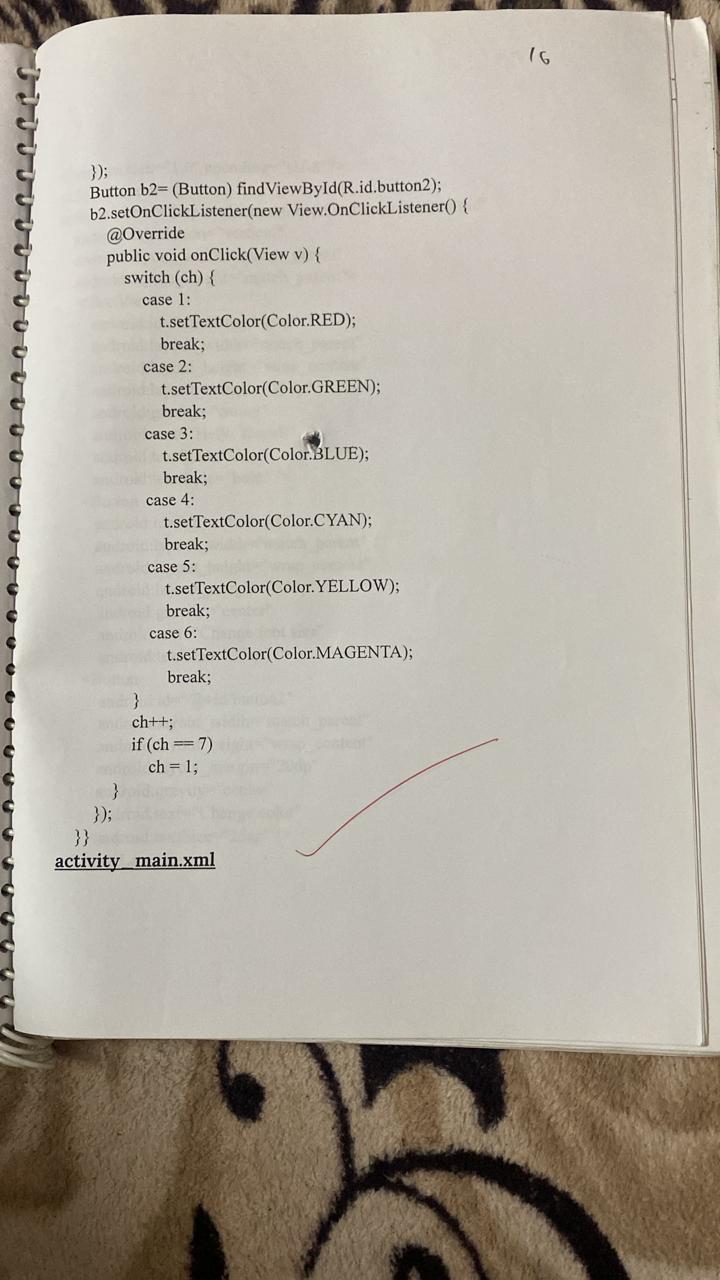 16
});
Button b2= (Button) findViewById(R.id.button2);
b2.setOnClickListener(new View.OnClickListener() {
@Override
public void onClick(View v) {
switch (ch) {
case 1:
t.setTextColor(Color.RED);
break;
case 2:
t.setTextColor(Color.GREEN);
break;
case 3:
t.setTextColor(Color.BLUE);
break;
case 4:
t.setTextColor(Color.CYAN);
break;
case 5:
t.setTextColor(Color.YELLOW);
break;
case 6:
t.setTextColor(Color.MAGENTA);
break;
}
ch++;
if (ch == 7)
ch = 1;
}
});
}}
activity_main.xml